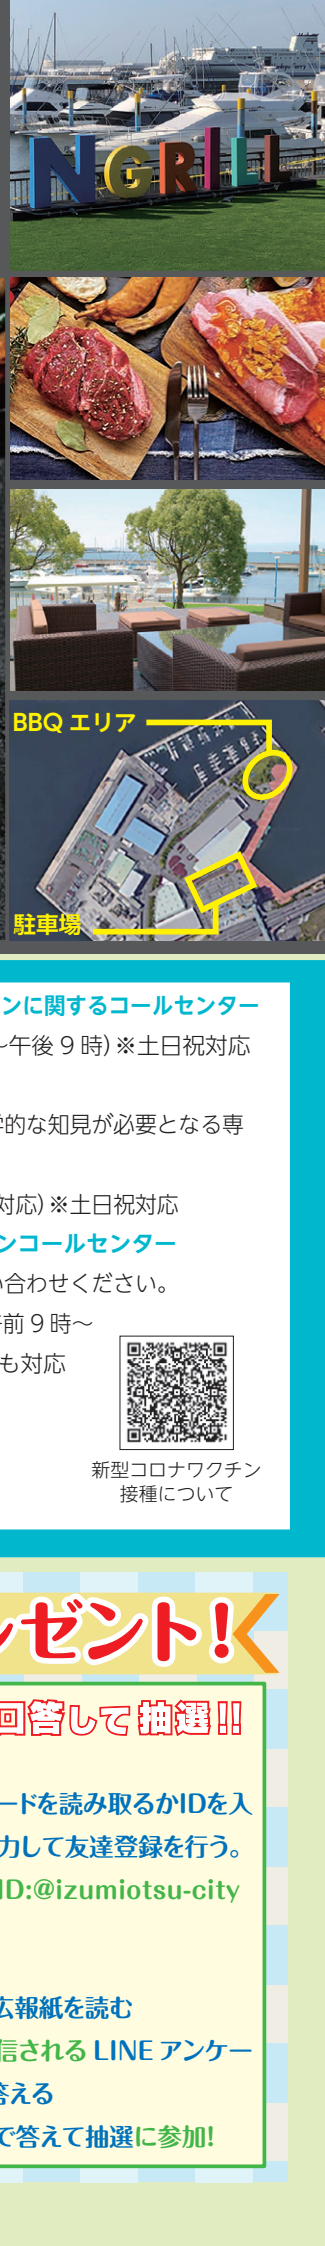 NGRILL
BBQ エリア
駐車場
ンに関するコールセンター
～午後 9 時) ※土日祝対応
学的な知見が必要となる専
対応) ※土日祝対応
ンコールセンター
い合わせください。
午前 9 時～
も対応
新型コロナワクチン
接種について
レゼント!
回答して抽選!!
ードを読み取るかIDを入
力して友達登録を行う。
ID:@izumiotsu-city
広報紙を読む
信される LINE アンケー
答える
で答えて抽選に参加!